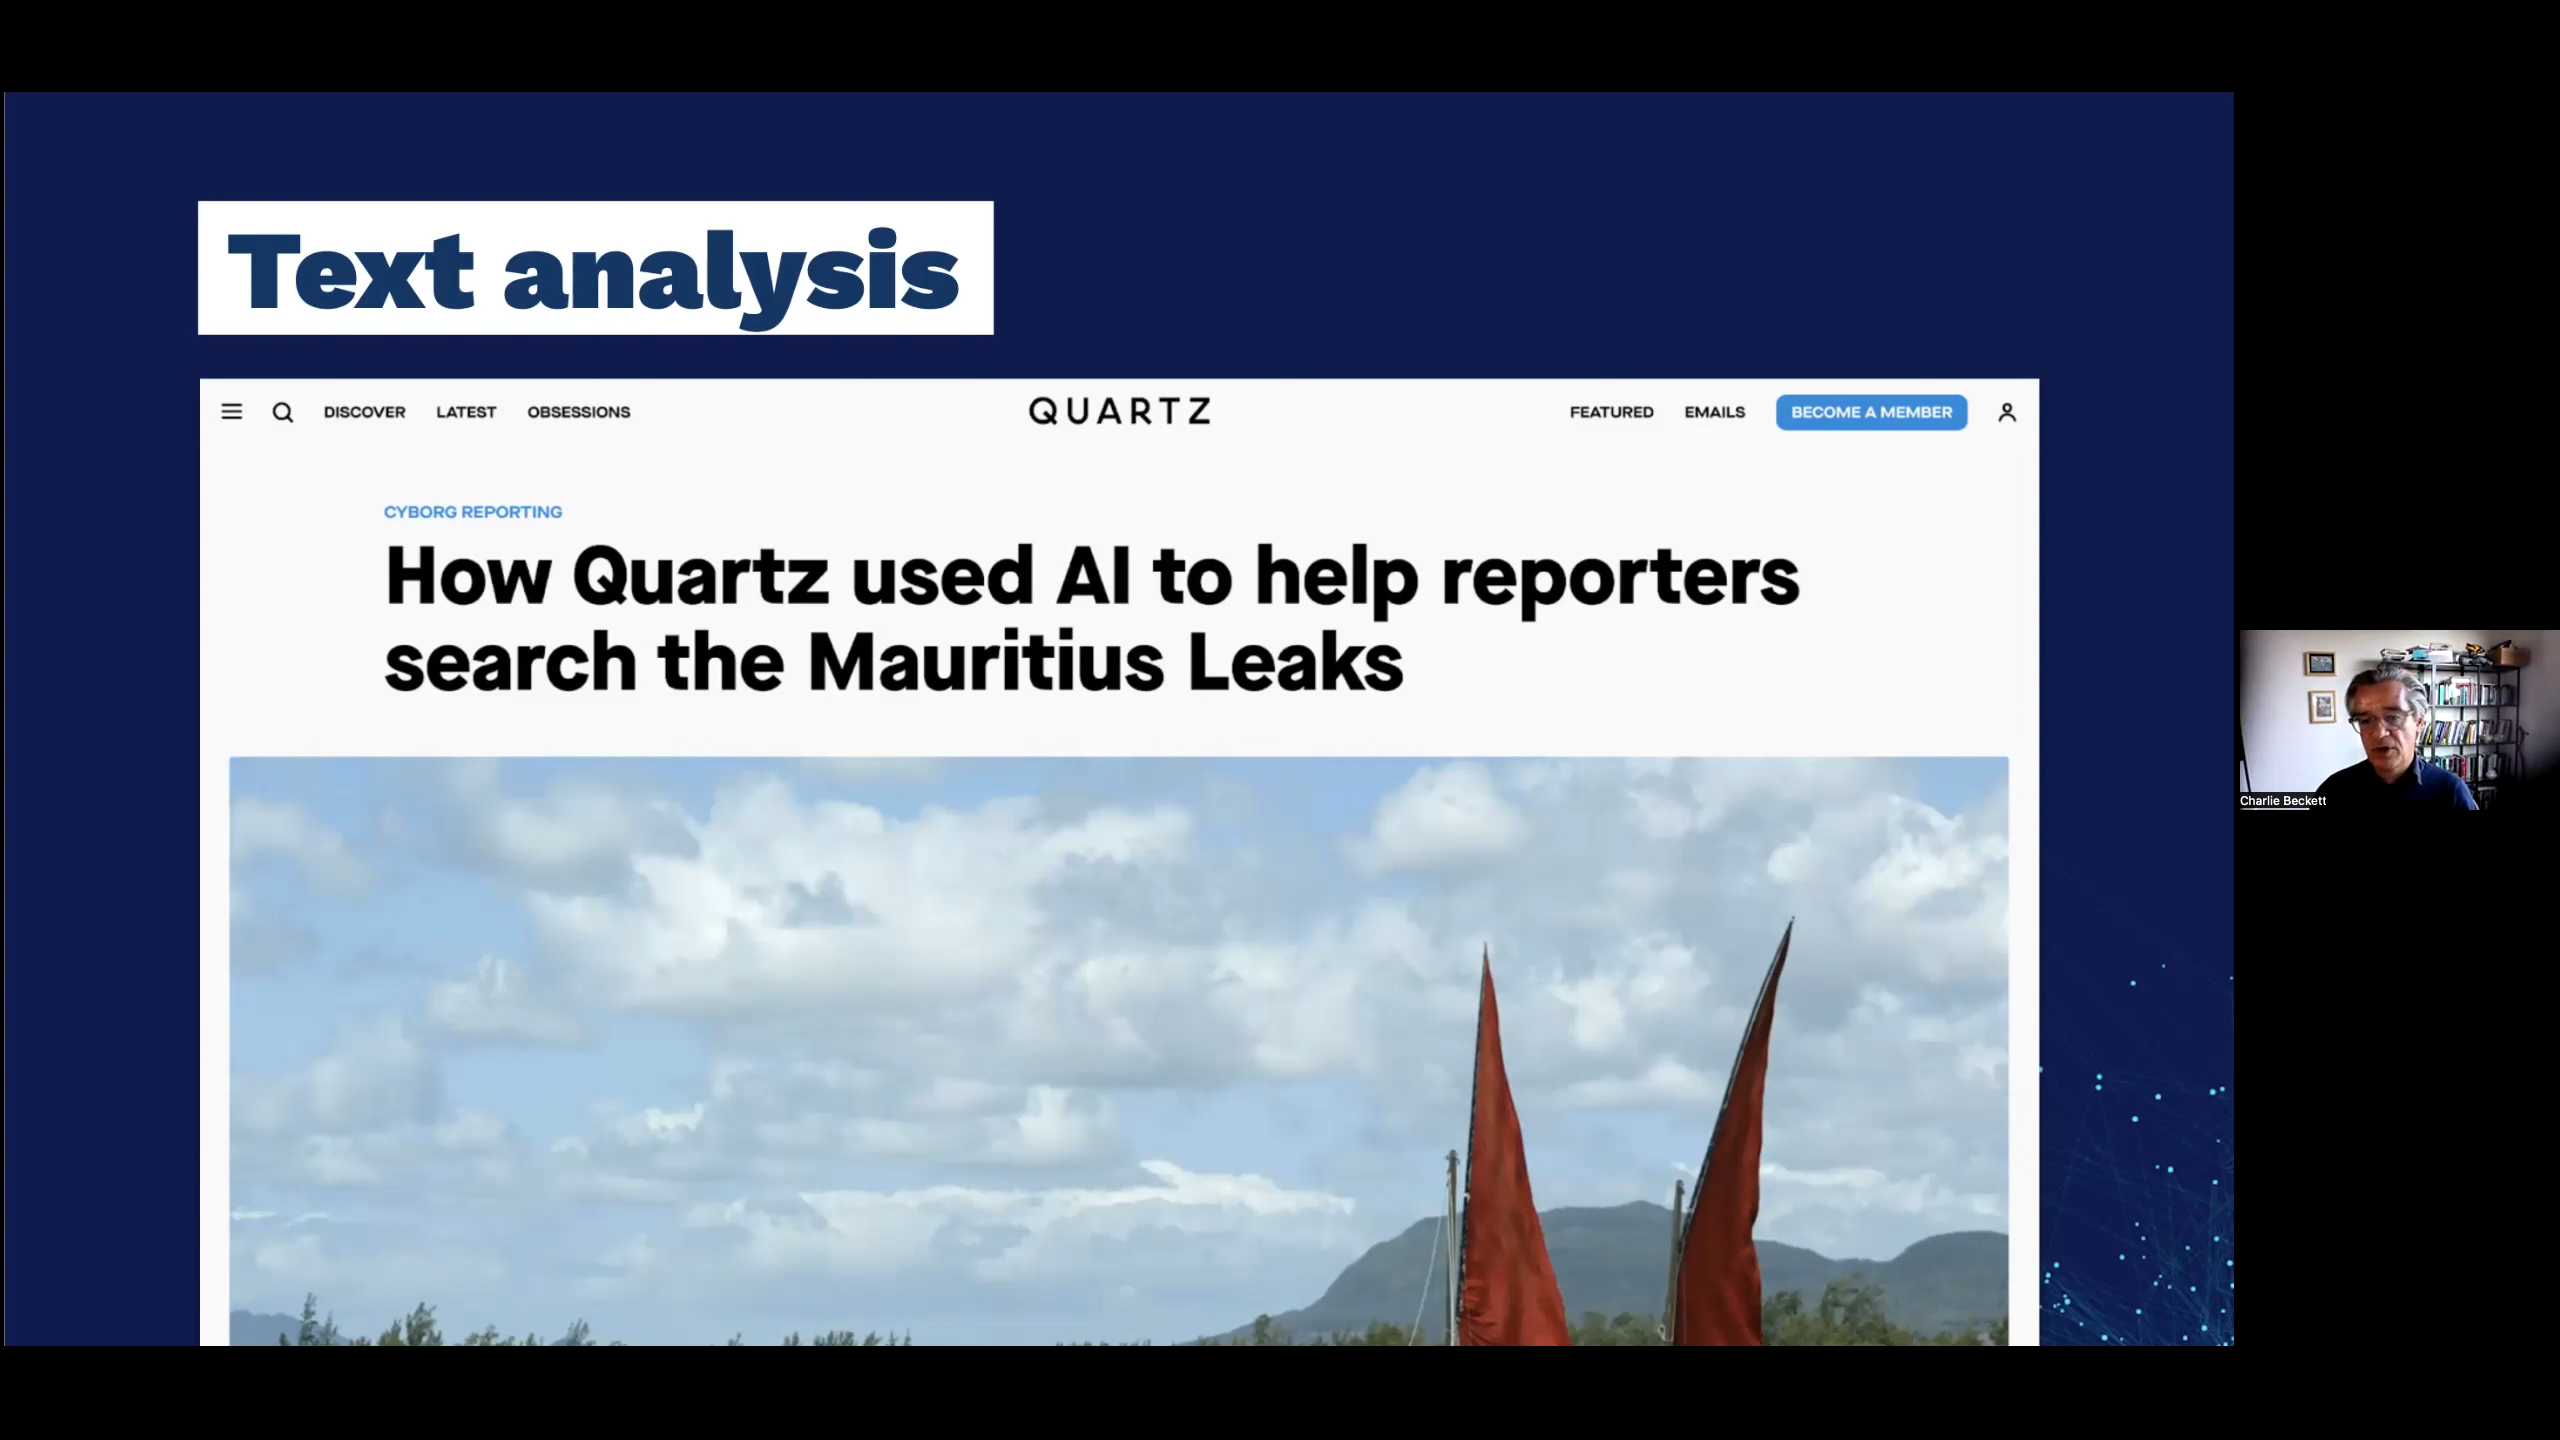 Text analysis
DISCOVER LATEST OBSESSIONS QUARTZ FEATURED EMAILS BECOME A MEMBER
CYBORG REPORTING
How Quartz used AI to help reporters
search the Mauritius Leaks
Charlie Beckett